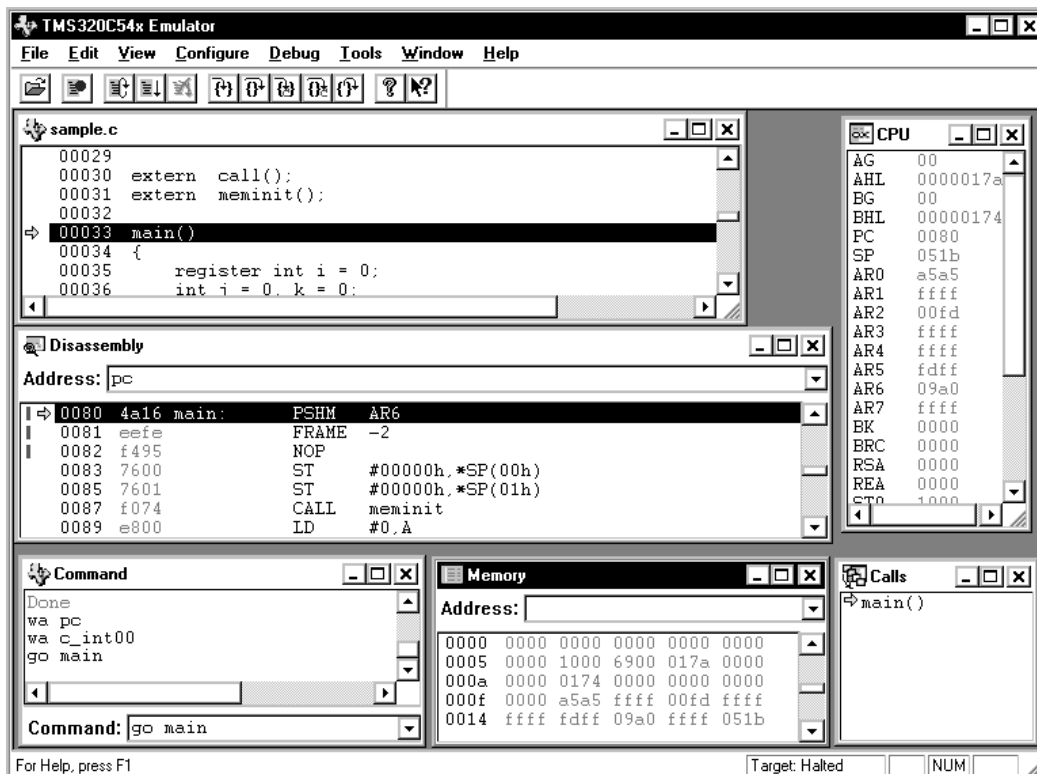 TMS320C54x Emulator
File Edit View Configure Debug Tools Window Help
sample.c
00029
00030 extern call();
00031 extern meminit();
00032
00033 main()
00034 {
00035 register int i = 0;
00036 int j = 0, k = 0;
Disassembly
Address: pc
0080 4a16 main: PSHM AR6
0081 eefe FRAME -2
0082 f495 NOP
0083 7600 ST #00000h,*SP(00h)
0085 7601 ST #00000h,*SP(01h)
0087 f074 CALL meminit
0089 e800 LD #0,A
CPU
AG 00
AHL 0000017a
BG 00
BHL 00000174
PC 0080
SP 051b
AR0 a5a5
AR1 ffff
AR2 00fd
AR3 ffff
AR4 ffff
AR5 fdff
AR6 09a0
AR7 ffff
BK 0000
BRC 0000
RSA 0000
REA 0000
ST0 1000
Command
Done
wa pc
wa c_int00
go main
Command: go main
Memory
Address:
0000 0000 0000 0000 0000 0000
0005 0000 1000 6900 017a 0000
000a 0000 0174 0000 0000 0000
000f 0000 a5a5 ffff 00fd ffff
0014 ffff fdff 09a0 ffff 051b
Calls
main()
For Help, press F1
Target: Halted
NUM